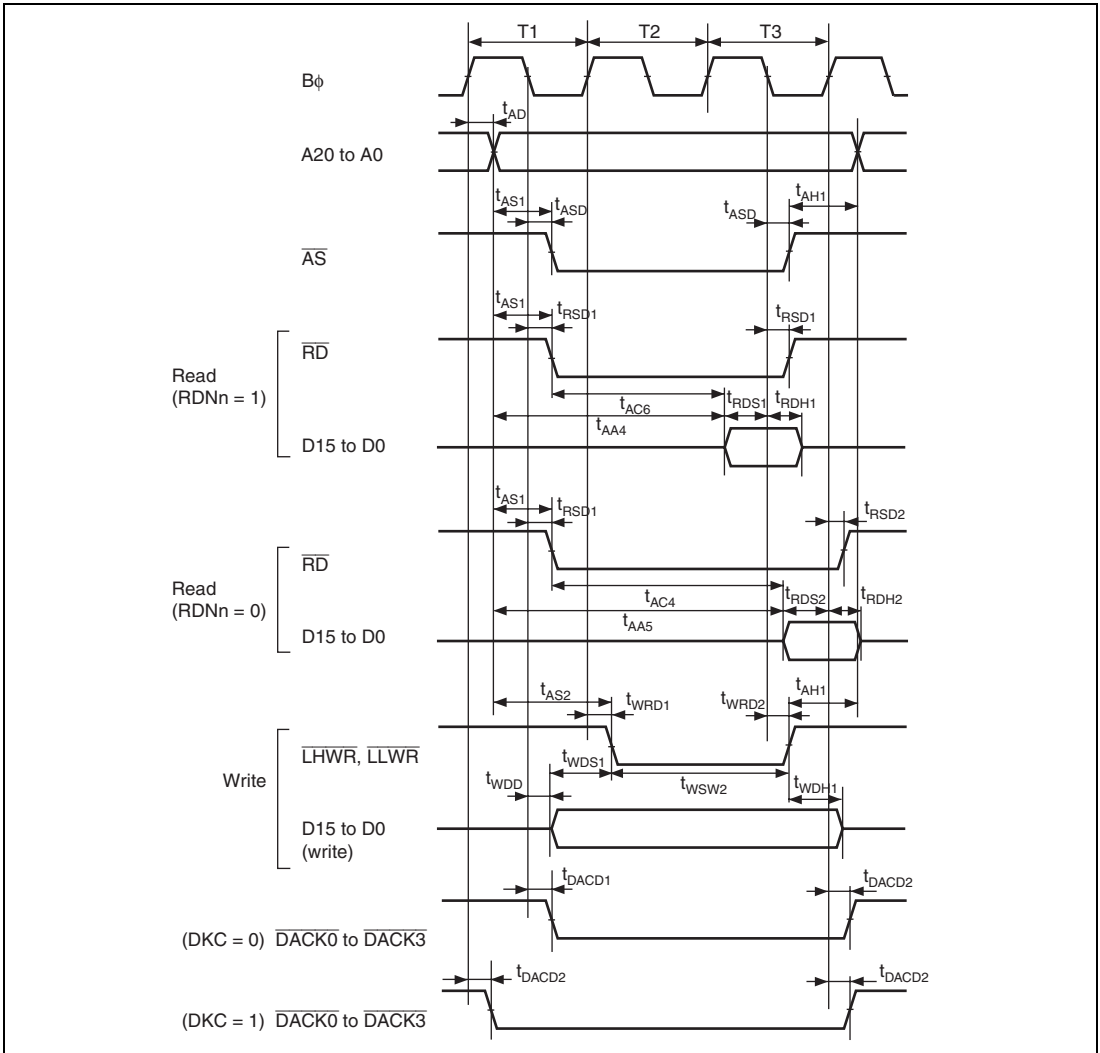 T1 T2 T3
Bϕ
tAD
A20 to A0
tAS1 tASD tASD tAH1
AS
tAS1 tRSD1 tRSD1
RD
Read
(RDNn = 1)
tAC6 tRDS1 tRDH1
tAA4
D15 to D0
tAS1 tRSD1 tRSD2
RD
Read
(RDNn = 0)
tAC4 tRDS2 tRDH2
tAA5
D15 to D0
tAS2 tWRD1 tWRD2 tAH1
LHWR, LLWR
Write
tWDD tWDS1 tWSW2 tWDH1
D15 to D0
(write)
tDACD1 tDACD2
(DKC = 0) DACK0 to DACK3
tDACD2 tDACD2
(DKC = 1) DACK0 to DACK3